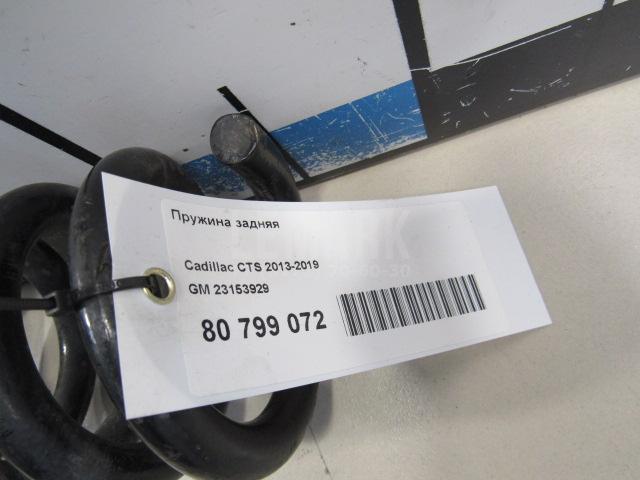 Пружина задняя
Cadillac CTS 2013-2019
GM 23153929
80 799 072